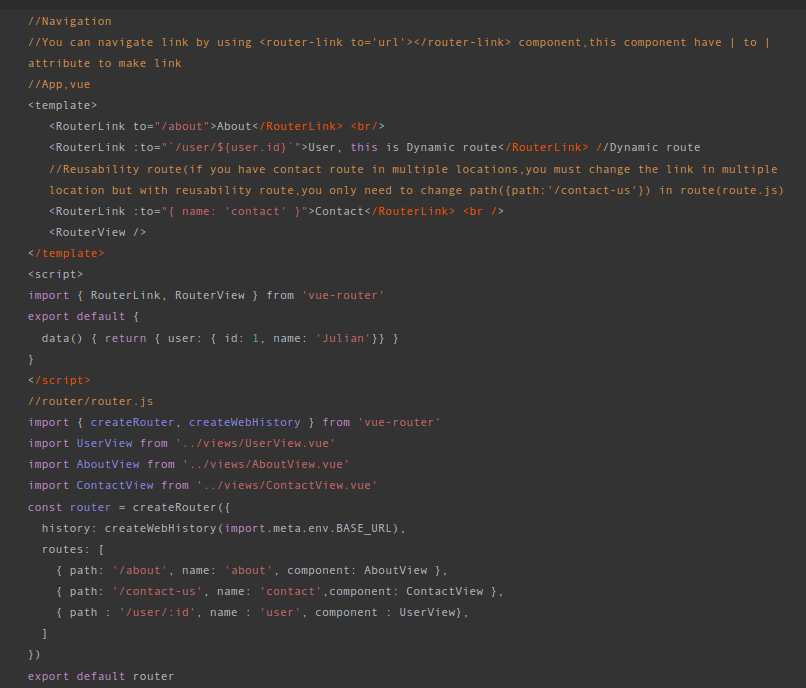 //Navigation
//You can navigate link by using <router-link to='url'></router-link> component,this component have | to |
attribute to make link
//App,vue
<template>
<RouterLink to="/about">About</RouterLink> <br/>
<RouterLink :to="`/user/${user.id}`">User, this is Dynamic route</RouterLink> //Dynamic route
//Reusability route(if you have contact route in multiple locations,you must change the link in multiple
location but with reusability route,you only need to change path({path:'/contact-us'}) in route(route.js)
<RouterLink :to="{ name: 'contact' }">Contact</RouterLink> <br />
<RouterView />
</template>
<script>
import { RouterLink, RouterView } from 'vue-router'
export default {
data() { return { user: { id: 1, name: 'Julian'}} }
}
</script>
//router/router.js
import { createRouter, createWebHistory } from 'vue-router'
import UserView from '../views/UserView.vue'
import AboutView from '../views/AboutView.vue'
import ContactView from '../views/ContactView.vue'
const router = createRouter({
history: createWebHistory(import.meta.env.BASE_URL),
routes: [
{ path: '/about', name: 'about', component: AboutView },
{ path: '/contact-us', name: 'contact',component: ContactView },
{ path : '/user/:id', name : 'user', component : UserView},
]
})
export default router